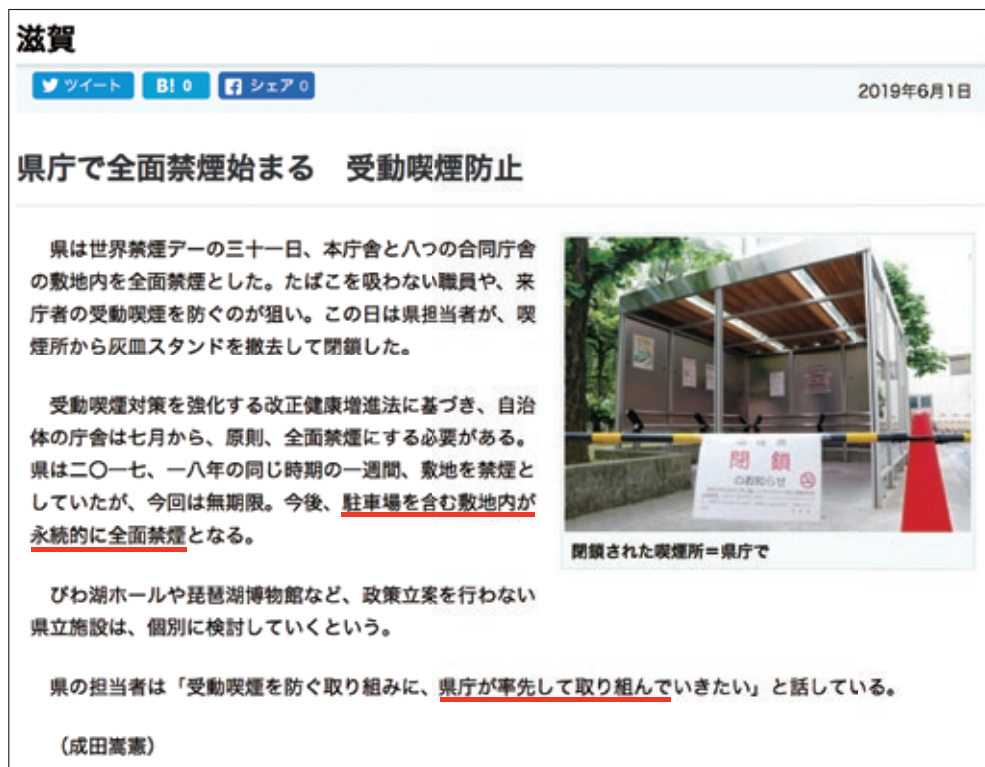 滋賀
ツイート
B! 0
シェア 0
2019年6月1日
県庁で全面禁煙始まる　受動喫煙防止
県は世界禁煙デーの三十一日、本庁舎と八つの合同庁舎
の敷地内を全面禁煙とした。たばこを吸わない職員や、来
庁者の受動喫煙を防ぐのが狙い。この日は県担当者が、喫
煙所から灰皿スタンドを撤去して閉鎖した。
受動喫煙対策を強化する改正健康増進法に基づき、自治
体の庁舎は七月から、原則、全面禁煙にする必要がある。
県は二〇一七、一八年の同じ時期の一週間、敷地を禁煙と
していたが、今回は無期限。今後、駐車場を含む敷地内が
永続的に全面禁煙となる。
びわ湖ホールや琵琶湖博物館など、政策立案を行わない
県立施設は、個別に検討していくという。
県の担当者は「受動喫煙を防ぐ取り組みに、県庁が率先して取り組んでいきたい」と話している。
（成田嵩憲）
閉鎖
のお知らせ
閉鎖された喫煙所＝県庁で